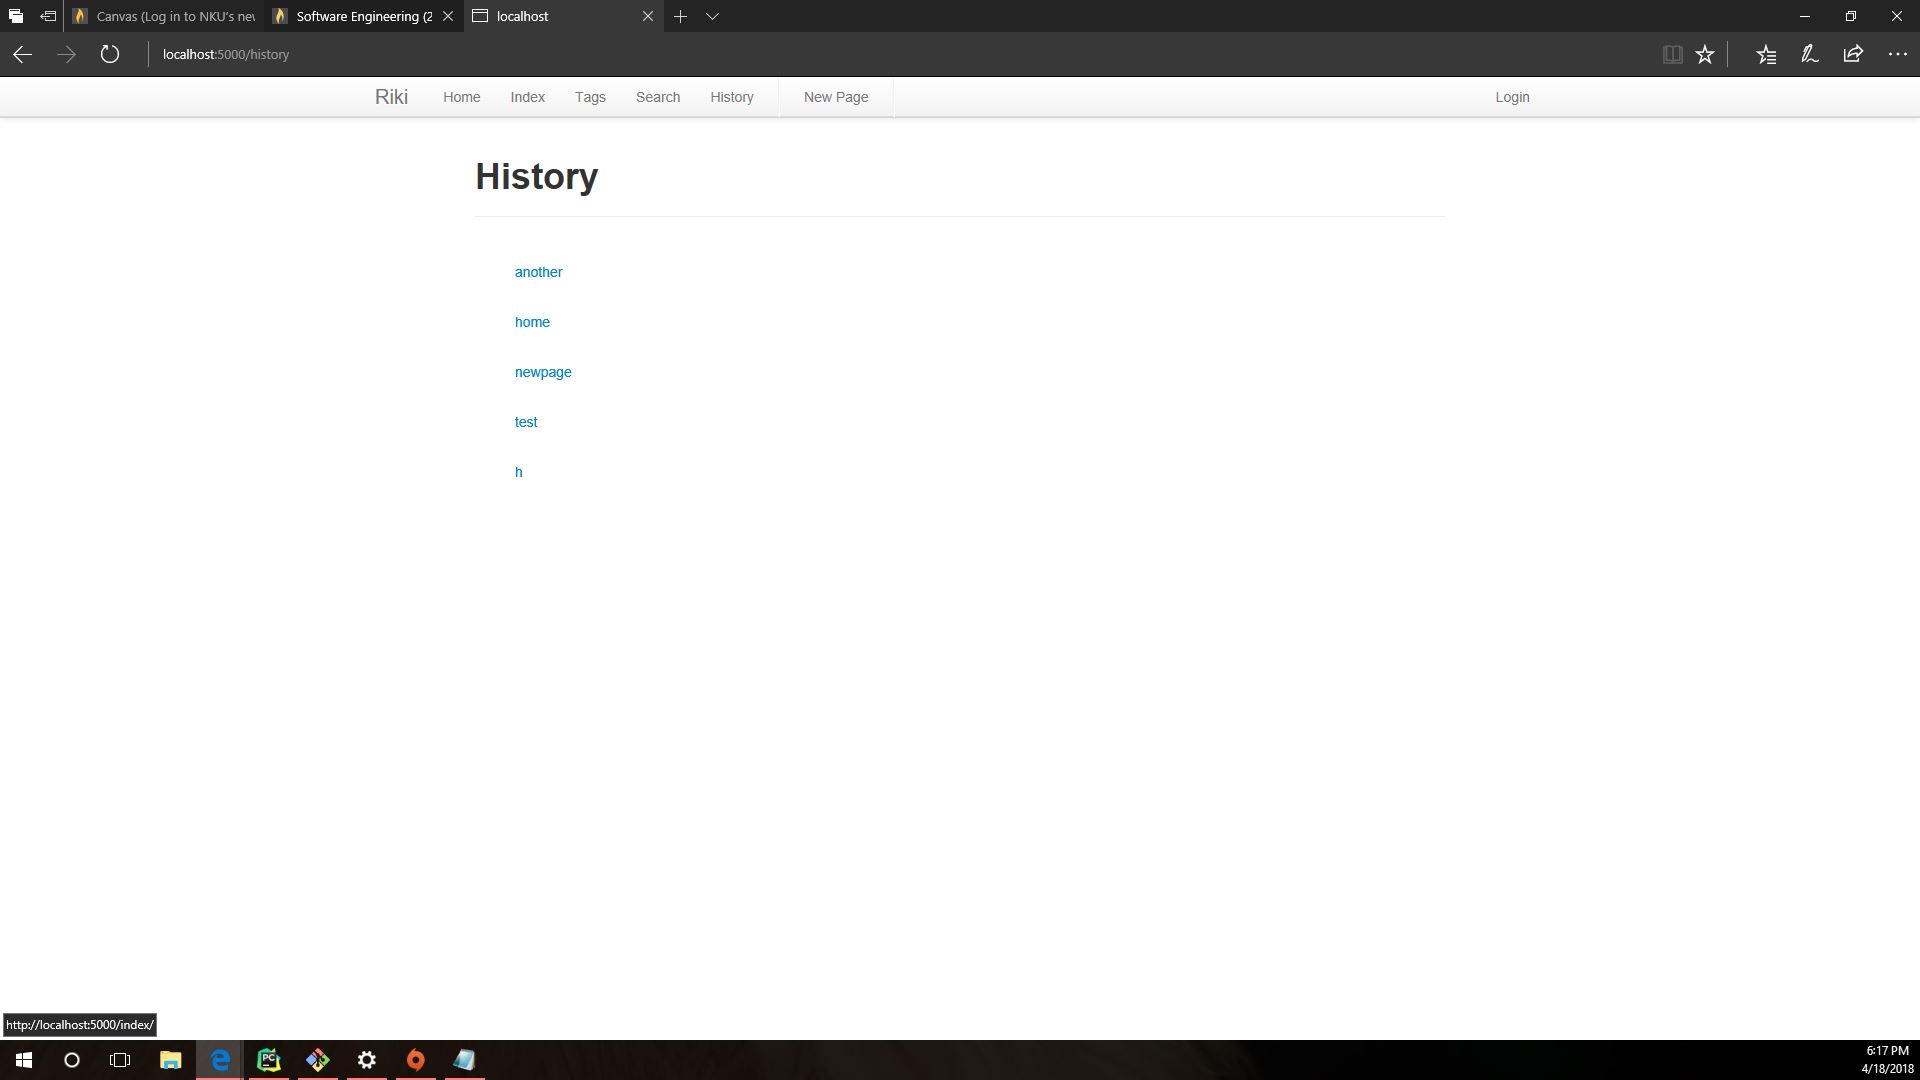 Canvas (Log in to NKU's nev
Software Engineering (2
localhost
localhost:5000/history
Riki Home Index Tags Search History New Page Login
History
another
home
newpage
test
h
http://localhost:5000/index/
PC
6:17 PM
4/18/2018